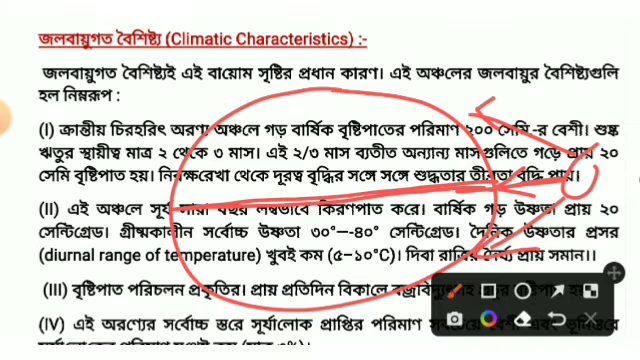 জলবায়ুগত বৈশিষ্ট্য (Climatic Characteristics) :-
জলবায়ুগত বৈশিষ্ট্যই এই বায়োম সৃষ্টির প্রধান কারণ। এই অঞ্চলের জলবায়ুর বৈশিষ্ট্যগুলি
হল নিম্নরূপ :
(I) ক্রান্তীয় চিরহরিৎ অরণ্য অঞ্চলে গড় বার্ষিক বৃষ্টিপাতের পরিমাণ ২০০ সেমি-র বেশী। শুষ্ক
ঋতুর স্থায়ীত্ব মাত্র ২ থেকে ৩ মাস। এই ২/৩ মাস ব্যতীত অন্যান্য মাসগুলিতে গড়ে প্রায় ২০
সেমি বৃষ্টিপাত হয়। নিরক্ষরেখা থেকে দূরত্ব বৃদ্ধির সঙ্গে সঙ্গে শুদ্ধতার তীব্রতা বৃদ্ধি পায়।
(II) এই অঞ্চলে সূর্য সারা বছর লম্বভাবে কিরণপাত করে। বার্ষিক গড় উষ্ণতা প্রায় ২০
সেন্টিগ্রেড। গ্রীষ্মকালীন সর্বোচ্চ উষ্ণতা ৩০°—-৪০° সেন্টিগ্রেড। দৈনিক উষ্ণতার প্রসর
(diurnal range of temperature) খুবই কম (৫–১০°C)। দিবা রাত্রির দৈর্ঘ্য প্রায় সমান।।
(III) বৃষ্টিপাত পরিচলন প্রকৃতির। প্রায় প্রতিদিন বিকালে
(IV) এই অরণ্যের সর্বোচ্চ স্তরে সূর্যালোক প্রাপ্তির পরিমাণ